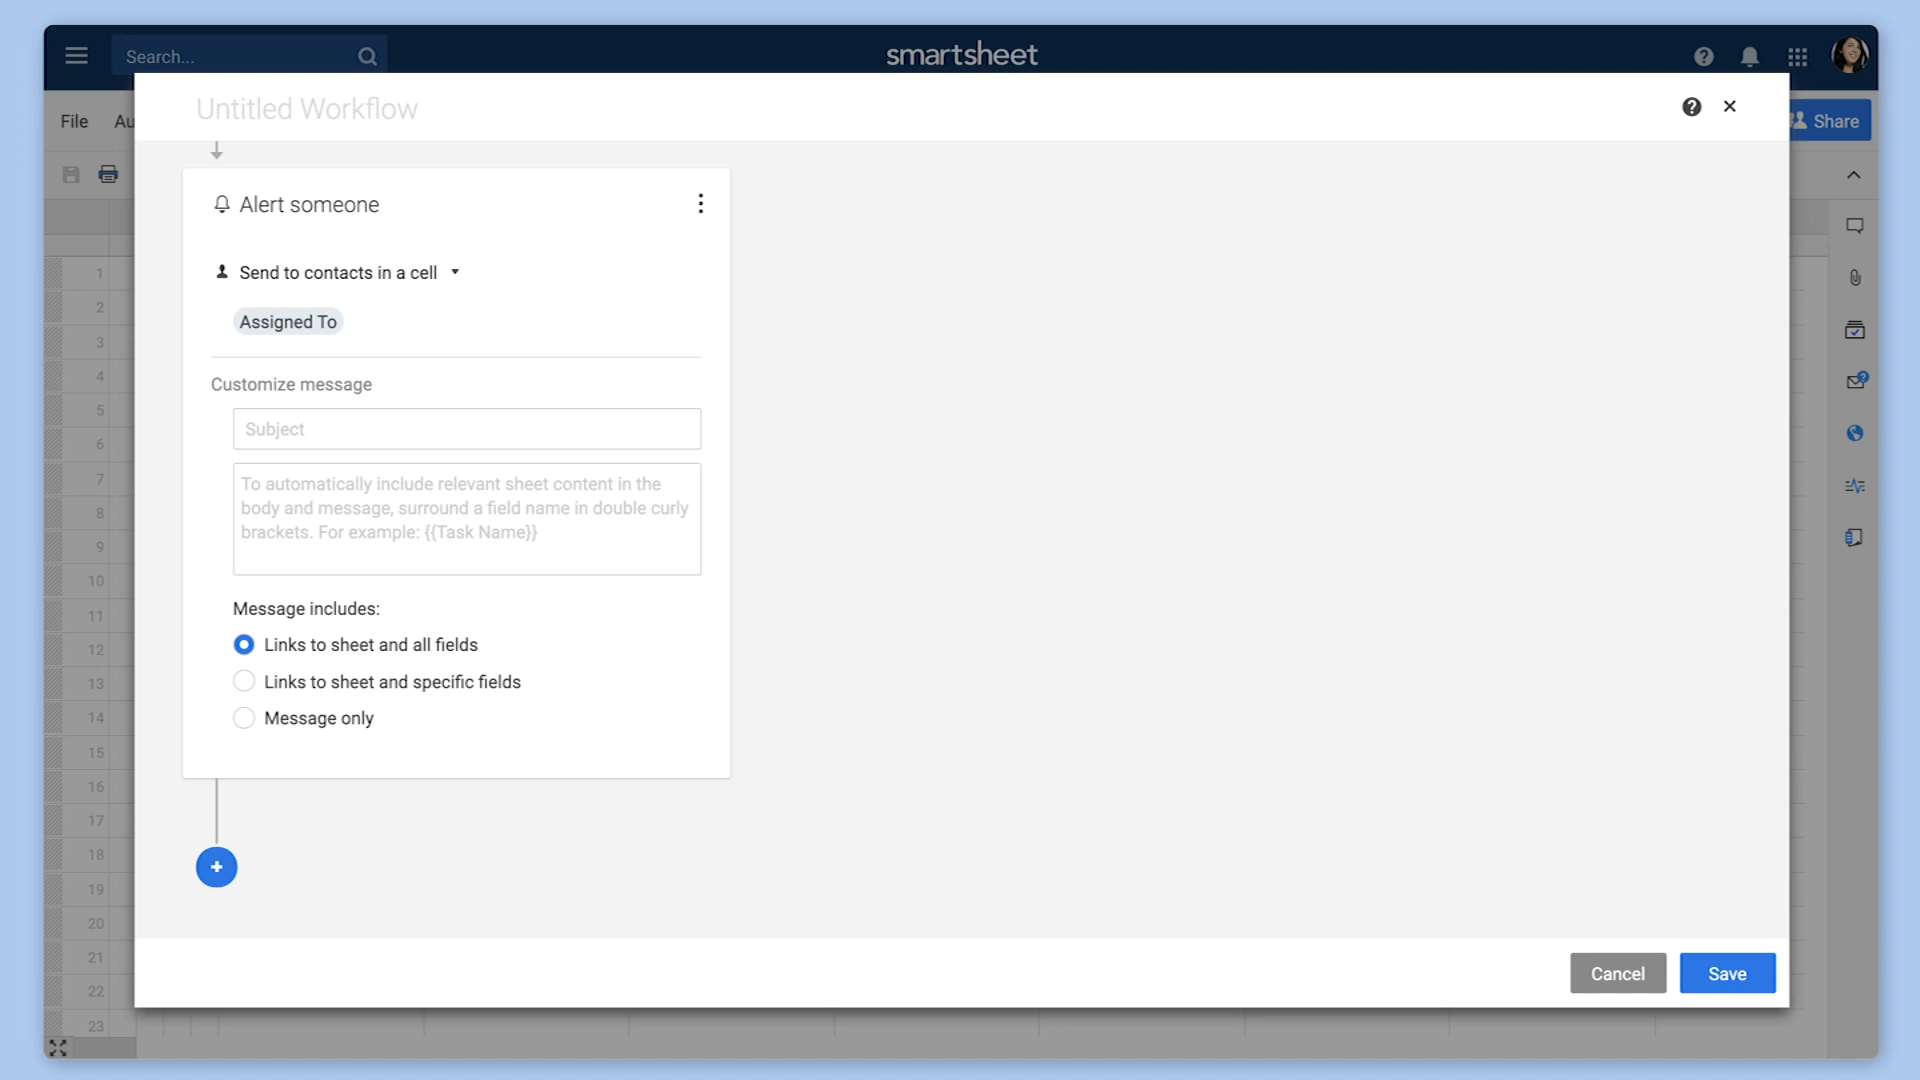 Search...
smartsheet
File
Au
Share
Untitled Workflow
Alert someone
Send to contacts in a cell
Assigned To
Customize message
Subject
To automatically include relevant sheet content in the
body and message, surround a field name in double curly
brackets. For example: {{Task Name}}
Message includes:
Links to sheet and all fields
Links to sheet and specific fields
Message only
Cancel
Save
1
2
3
4
5
6
7
8
9
10
11
12
13
14
15
16
17
18
19
20
21
22
23